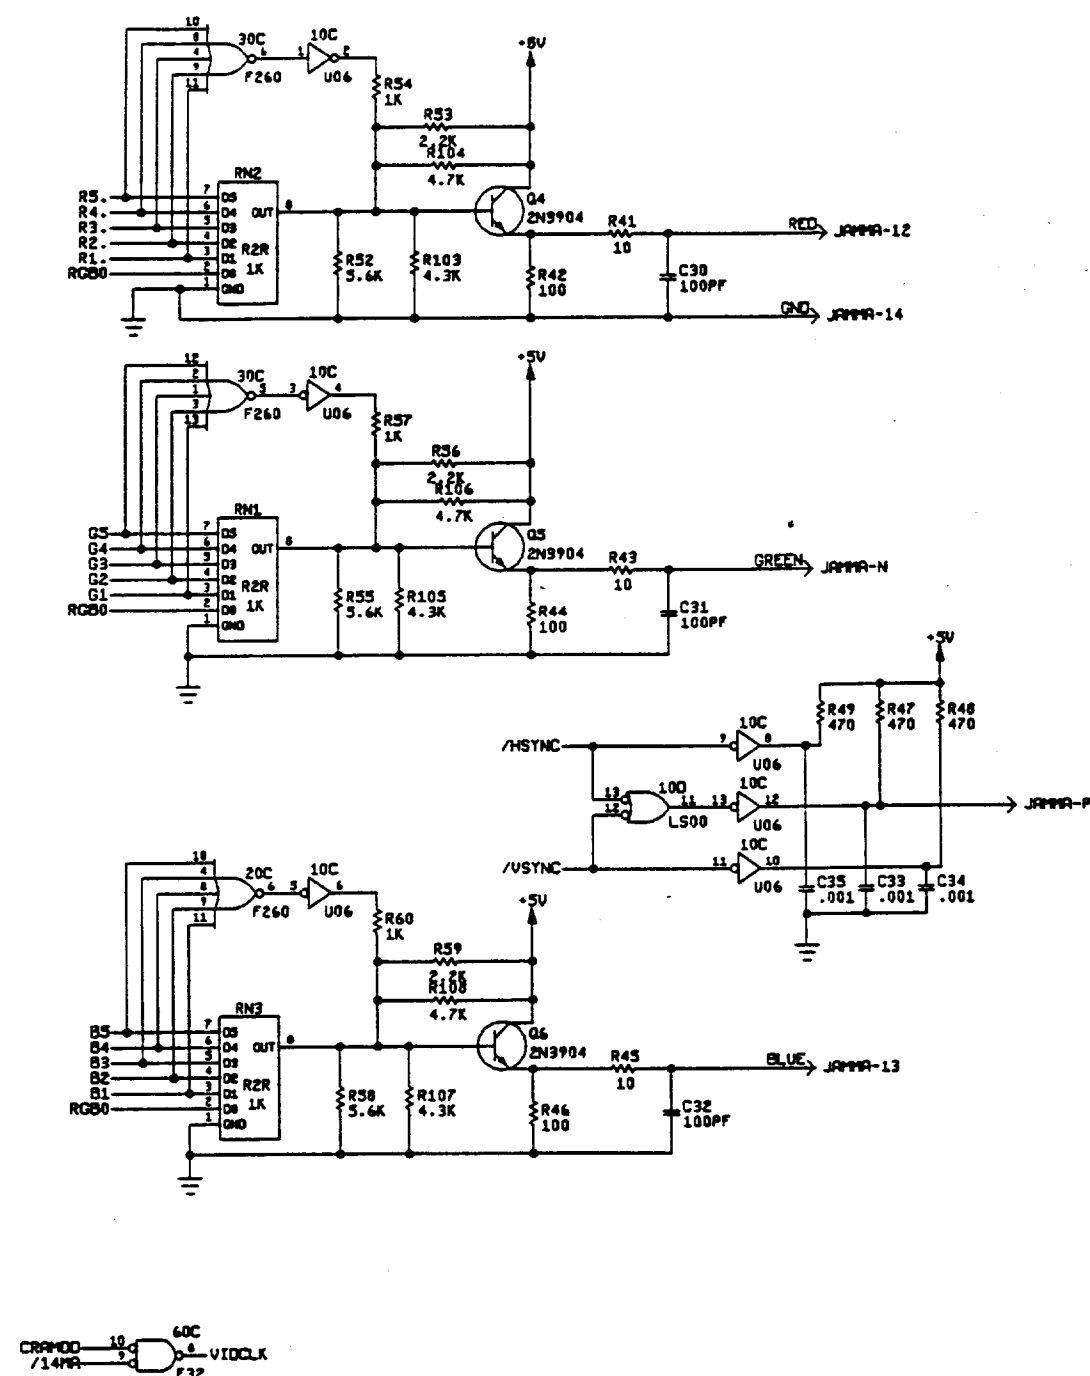 10 30C 10C
8 6 1 2 +5V
4
9 F260 U06 R54
11 1K
R53
2.2K
R104
4.7K
RN2
R5. 7 D5 Q4
R4. 6 D4 OUT 8 2N3904
R3. 5 D3 R41 RED JAMMA-12
R2. 4 D2 R2R 10
R1. 3 D1 1K R52 R103 R42 C30
RGB0 2 D0 5.6K 4.3K 100 100PF
1 GND
GND JAMMA-14
12 30C 10C +5V
2
1 5 3 4
3 F260 U06 R57
13 1K
R56
2.2K
R106
4.7K
RN1
G5 7 D5 Q5
G4 6 D4 OUT 8 2N3904
G3 5 D3 R43 GREEN JAMMA-N
G2 4 D2 R2R 10
G1 3 D1 1K R55 R105 R44 C31
RGB0 2 D0 5.6K 4.3K 100 100PF
1 GND
+5V
R49 R47 R48
470 470 470
10C
/HSYNC 9 8
U06
10D 10C
13 11 13 12 JAMMA-P
12 LS00 U06
10C
/VSYNC 11 10
U06 C35 C33 C34
.001 .001 .001
10 20C 10C
4
8 6 5 6 +5V
9 F260 U06 R60
11 1K
R59
2.2K
R108
4.7K
RN3
B5 7 D5 Q6
B4 6 D4 OUT 8 2N3904
B3 5 D3 R45 BLUE JAMMA-13
B2 4 D2 R2R 10
B1 3 D1 1K R58 R107 R46 C32
RGB0 2 D0 5.6K 4.3K 100 100PF
1 GND
60C
CRAMOD 10 8 VIDCLK
/14MA 9
F32